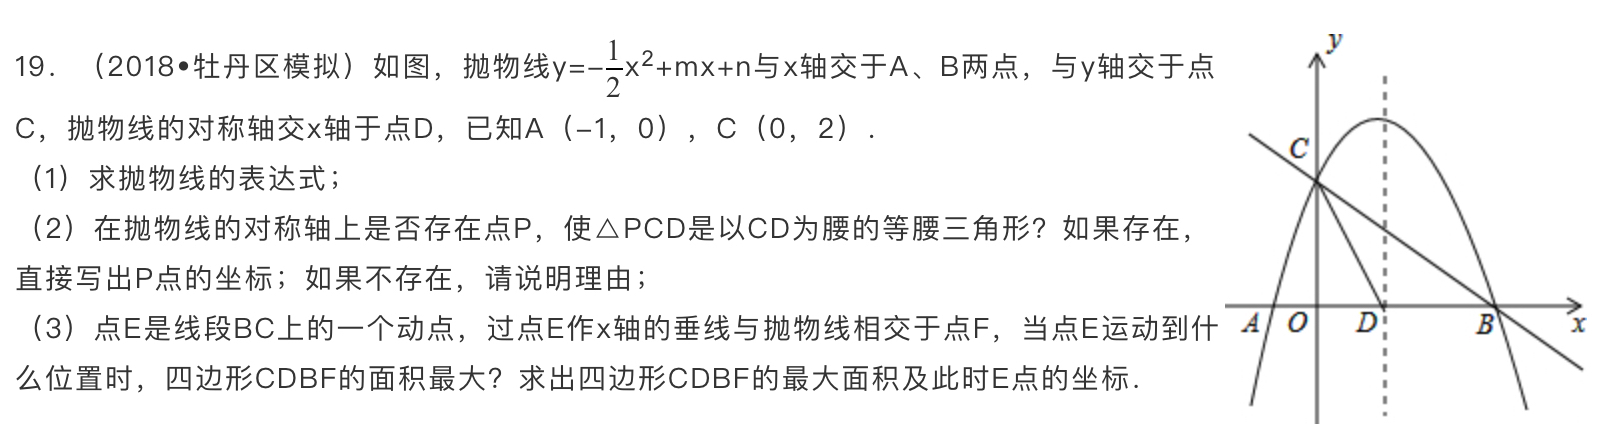 19．（2018•牡丹区模拟）如图，抛物线y=-\frac{1}{2}x²+mx+n与x轴交于A、B两点，与y轴交于点
C，抛物线的对称轴交x轴于点D，已知A（-1，0），C（0，2）．
（1）求抛物线的表达式；
（2）在抛物线的对称轴上是否存在点P，使△PCD是以CD为腰的等腰三角形？如果存在，
直接写出P点的坐标；如果不存在，请说明理由；
（3）点E是线段BC上的一个动点，过点E作x轴的垂线与抛物线相交于点F，当点E运动到什
么位置时，四边形CDBF的面积最大？求出四边形CDBF的最大面积及此时E点的坐标．
y
C
A O D B x